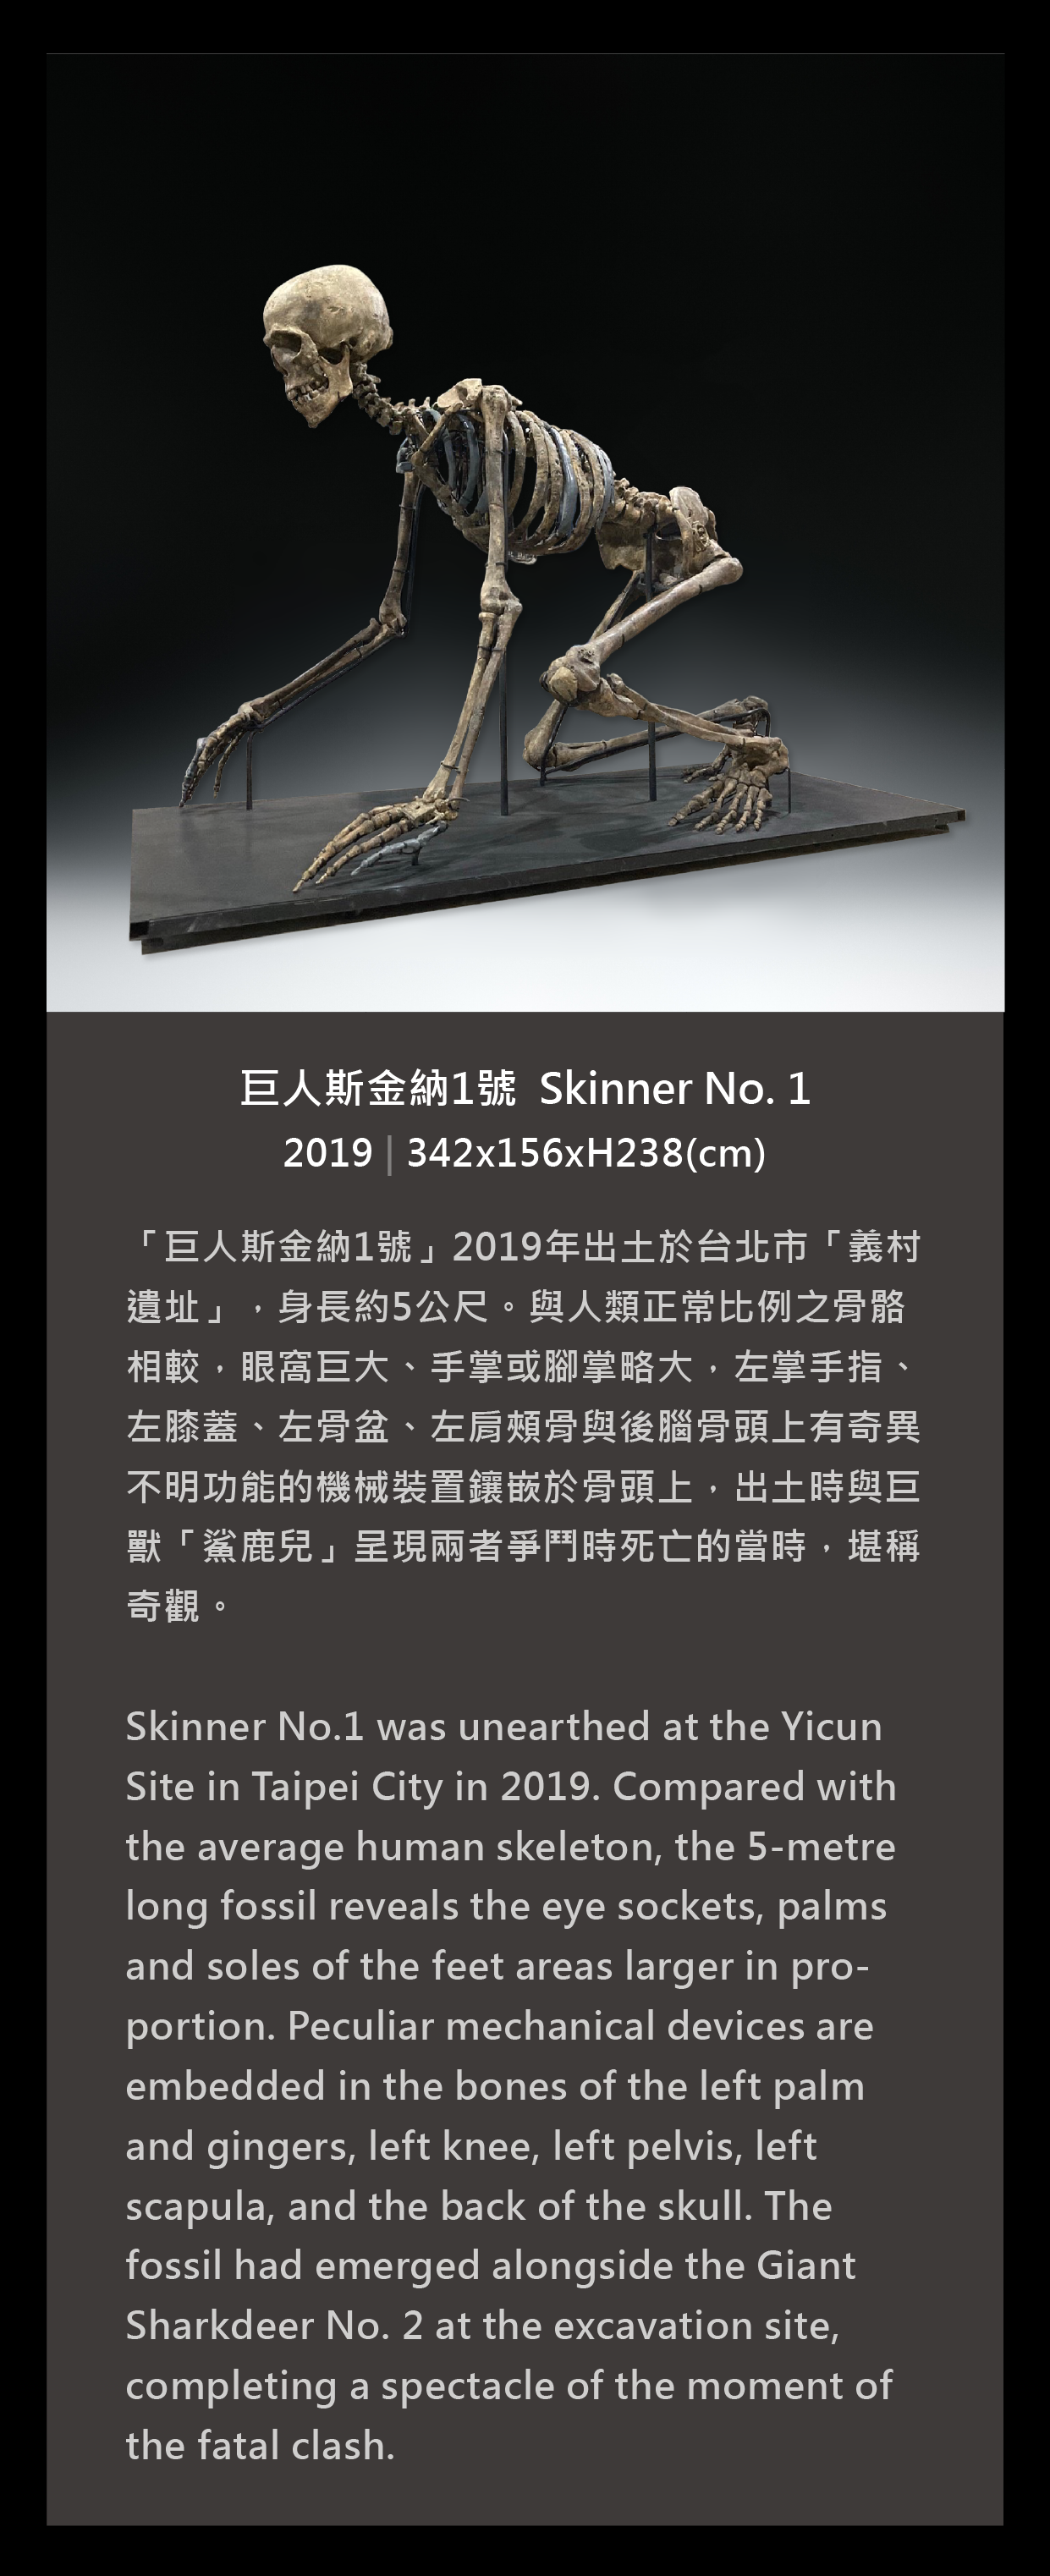 巨人斯金納1號 Skinner No. 1
2019 | 342x156xH238(cm)
「巨人斯金納1號」2019年出土於台北市「義村
遺址」，身長約5公尺。與人類正常比例之骨骼
相較，眼窩巨大、手掌或腳掌略大，左掌手指、
左膝蓋、左骨盆、左肩頰骨與後腦骨頭上有奇異
不明功能的機械裝置鑲嵌於骨頭上，出土時與巨
獸「鯊鹿兒」呈現兩者爭鬥時死亡的當時，堪稱
奇觀。
Skinner No.1 was unearthed at the Yicun
Site in Taipei City in 2019. Compared with
the average human skeleton, the 5-metre
long fossil reveals the eye sockets, palms
and soles of the feet areas larger in pro-
portion. Peculiar mechanical devices are
embedded in the bones of the left palm
and gingers, left knee, left pelvis, left
scapula, and the back of the skull. The
fossil had emerged alongside the Giant
Sharkdeer No. 2 at the excavation site,
completing a spectacle of the moment of
the fatal clash.